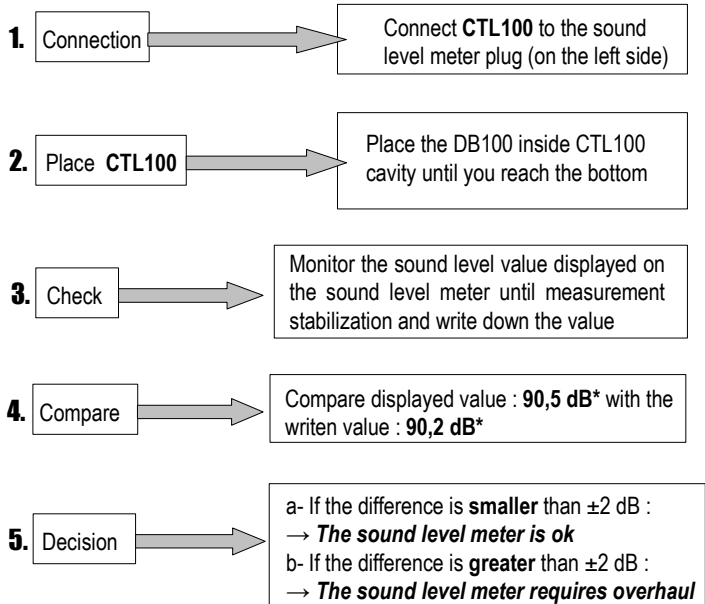 1. Connection
Connect CTL100 to the sound
level meter plug (on the left side)
2. Place CTL100
Place the DB100 inside CTL100
cavity until you reach the bottom
3. Check
Monitor the sound level value displayed on
the sound level meter until measurement
stabilization and write down the value
4. Compare
Compare displayed value : 90,5 dB* with the
writen value : 90,2 dB*
5. Decision
a- If the difference is smaller than ±2 dB :
→ The sound level meter is ok
b- If the difference is greater than ±2 dB :
→ The sound level meter requires overhaul